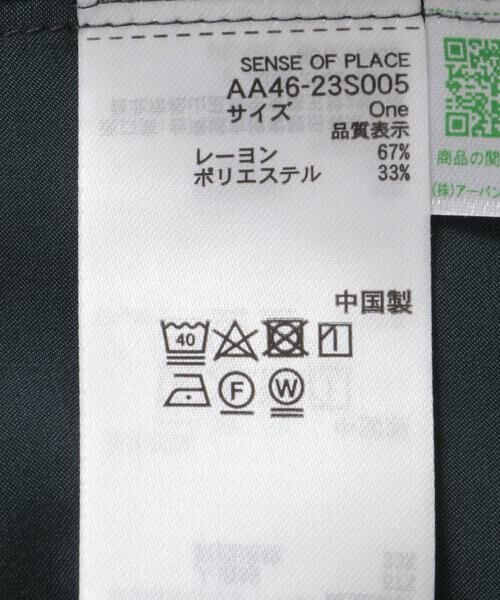 SENSE OF PLACE
AA46-23S005
サイズ One
品質表示
レーヨン 67%
ポリエステル 33%
中国製
40
F
W
商品の関
(株)アーバン